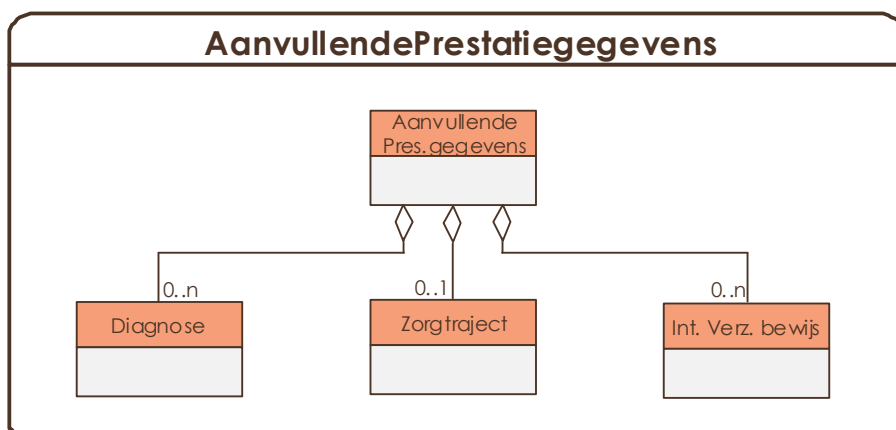 AanvullendePrestatiegegevens
Aanvullende
Pres.gegevens
0..n
0..1
0..n
Diagnose
Zorgtraject
Int. Verz. bewijs